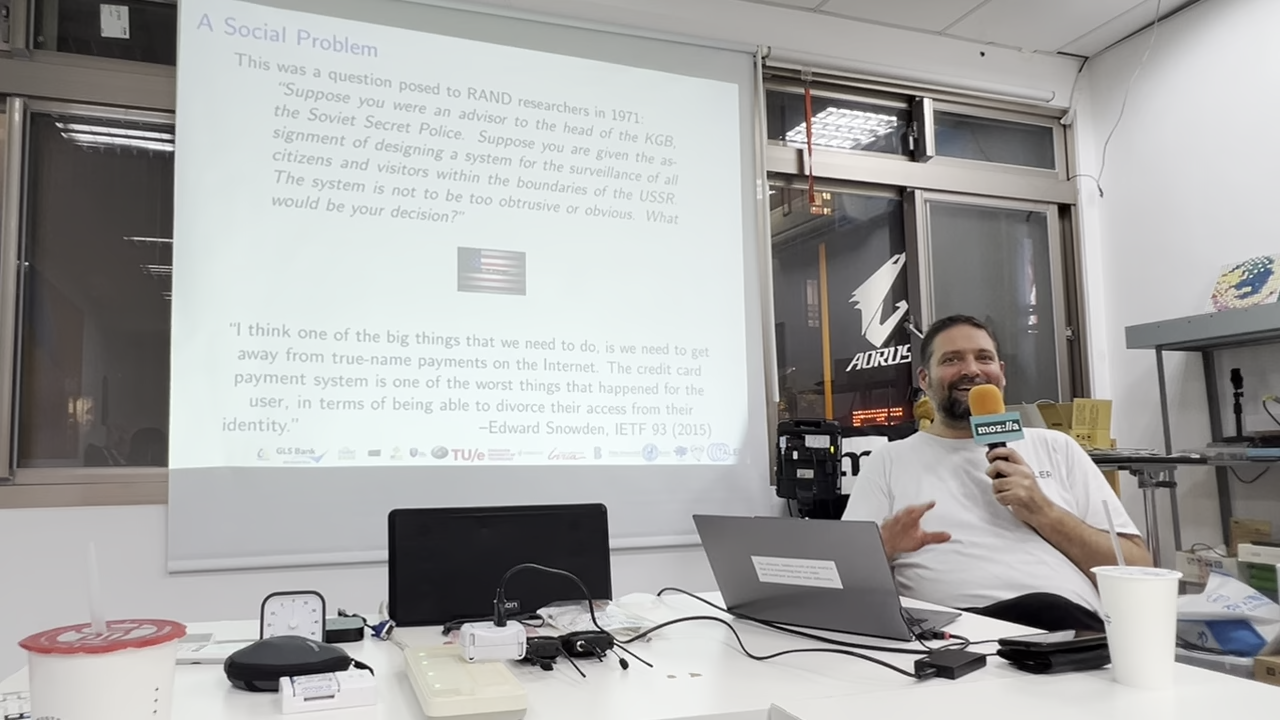 A Social Problem
This was a question posed to RAND researchers in 1971:
"Suppose you were an advisor to the head of the KGB,
the Soviet Secret Police. Suppose you are given the as-
signment of designing a system for the surveillance of all
citizens and visitors within the boundaries of the USSR.
The system is not to be too obtrusive or obvious. What
would be your decision?"
"I think one of the big things that we need to do, is we need to get
away from true-name payments on the Internet. The credit card
payment system is one of the worst things that happened for the
user, in terms of being able to divorce their access from their
identity."
–Edward Snowden, IETF 93 (2015)
GLS Bank
TU/e
AORUS
moz://a